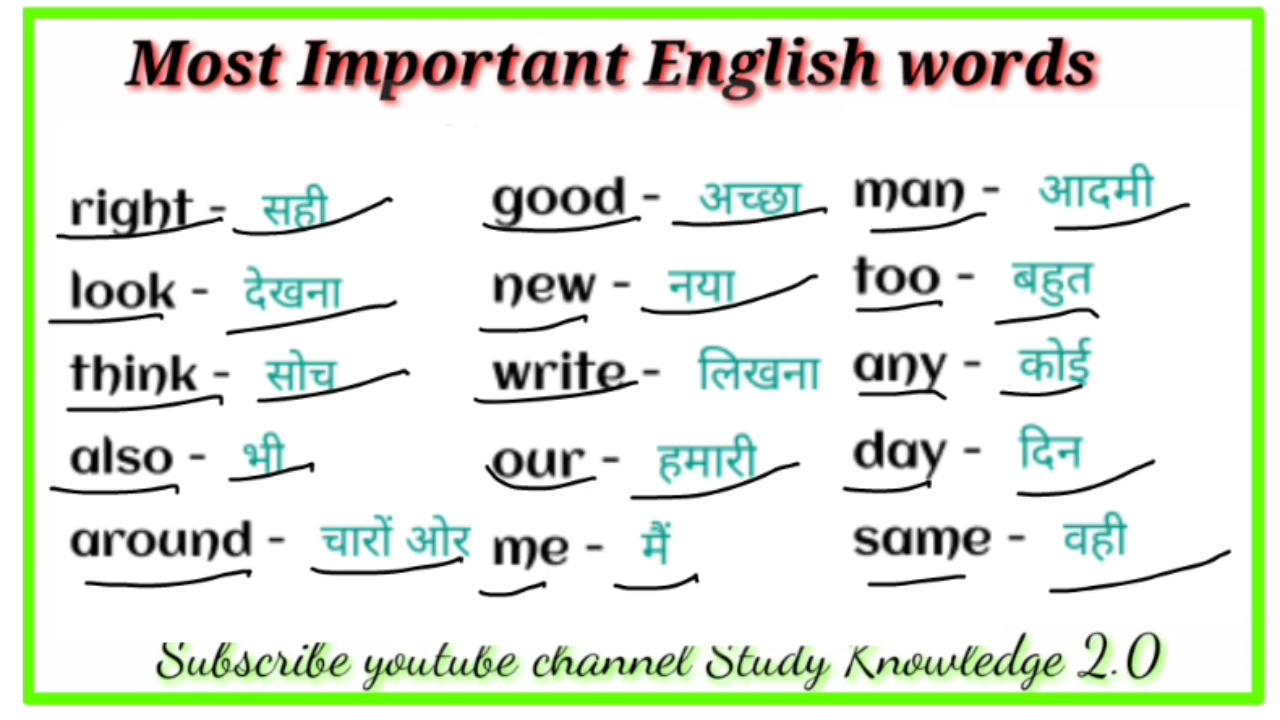 Most Important English words
right - सही good - अच्छा man - आदमी
look - देखना new - नया too - बहुत
think - सोच write - लिखना any - कोई
also - भी our - हमारी day - दिन
around - चारों ओर me - मैं same - वही
Subscribe youtube channel Study Knowledge 2.0